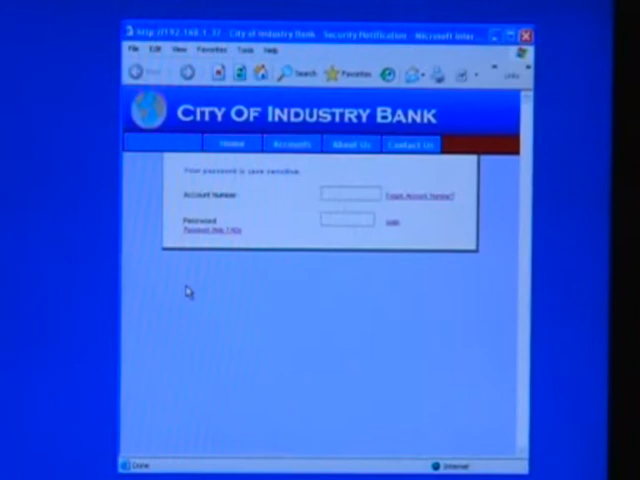 http://192.168.1.37 - City of Industry Bank - Security Notification - Microsoft Inter
File Edit View Favorites Tools Help
Back Search Favorites Links
CITY OF INDUSTRY BANK
Home Accounts About Us Contact Us
Your password is case sensitive.
Account Number Forgot Account Number?
Password Login
Password Help FAQs
Done Internet